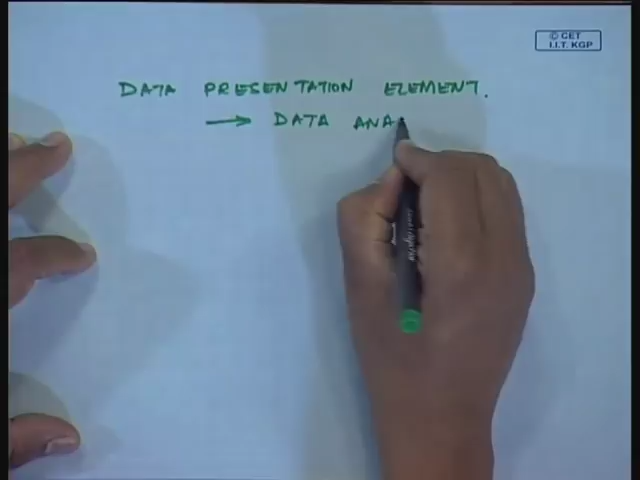 © CET
I.I.T. KGP
DATA PRESENTATION ELEMENT.
→ DATA ANA